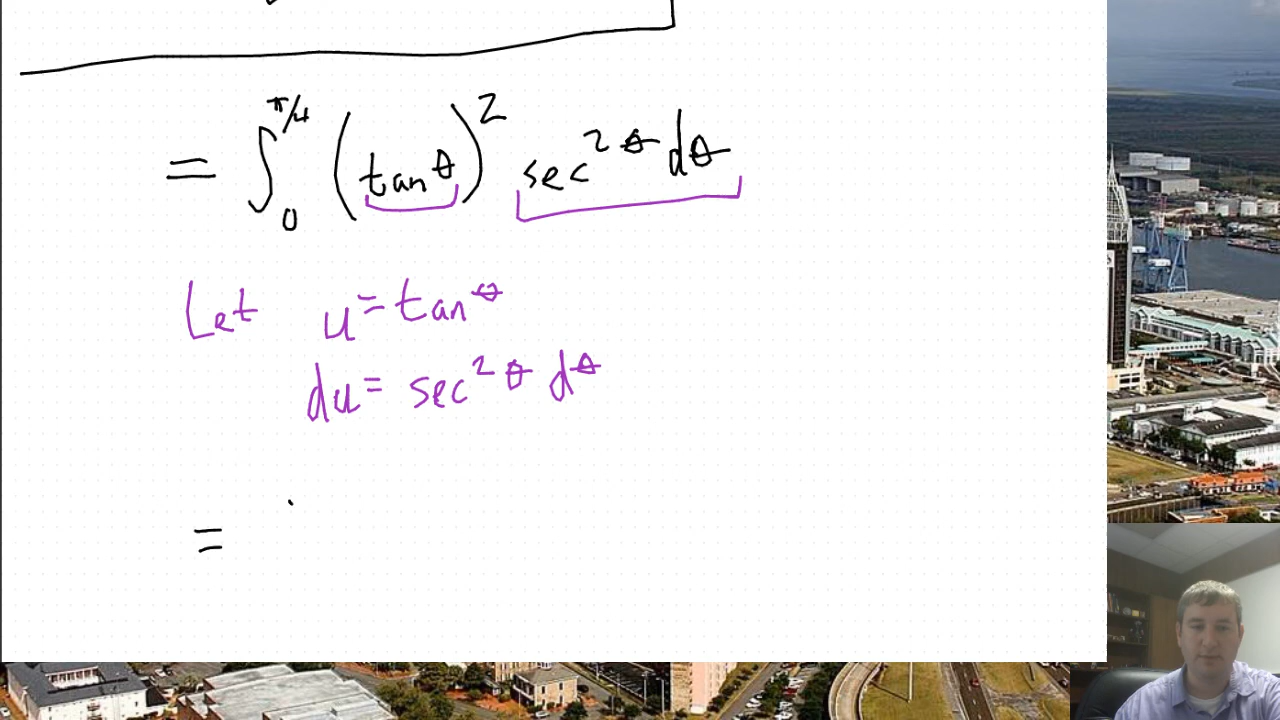 = ∫₀^{π/4} (tan θ)² sec² θ dθ
Let u = tan θ
du = sec² θ dθ
=